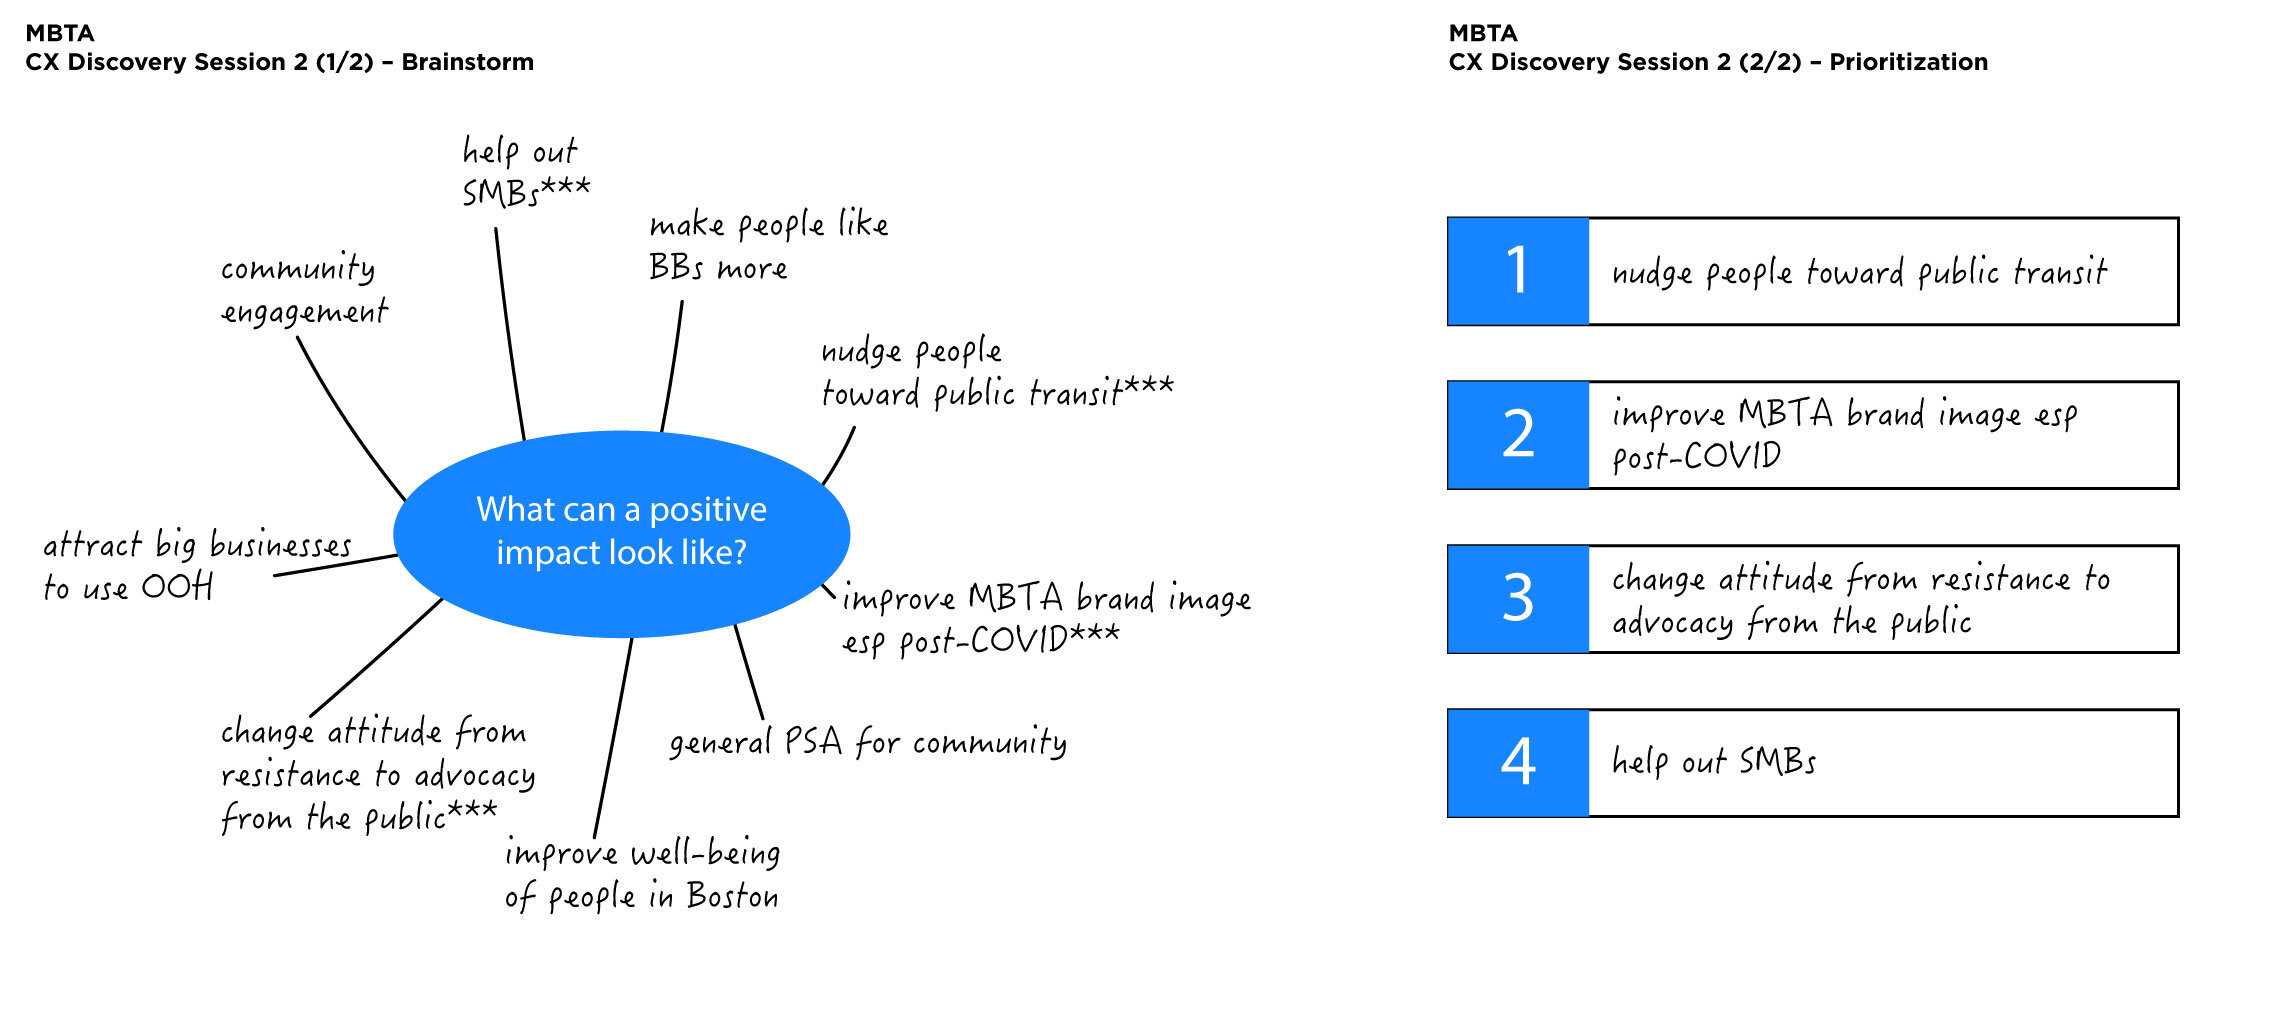 MBTA
CX Discovery Session 2 (1/2) – Brainstorm
help out
SMBs***
make people like
BBs more
community
engagement
nudge people
toward public transit***
What can a positive
impact look like?
attract big businesses
to use OOH
improve MBTA brand image
esp post-COVID***
change attitude from
resistance to advocacy
from the public***
general PSA for community
improve well-being
of people in Boston
MBTA
CX Discovery Session 2 (2/2) – Prioritization
1
nudge people toward public transit
2
improve MBTA brand image esp
post-COVID
3
change attitude from resistance to
advocacy from the public
4
help out SMBs